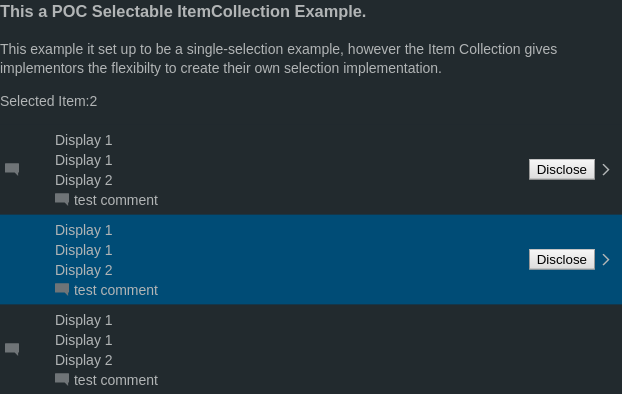 This a POC Selectable ItemCollection Example.
This example it set up to be a single-selection example, however the Item Collection gives
implementors the flexibilty to create their own selection implementation.
Selected Item:2
Display 1
Display 1
Display 2
test comment
Disclose
Display 1
Display 1
Display 2
test comment
Disclose
Display 1
Display 1
Display 2
test comment